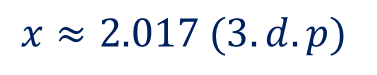 x ≈ 2.017 (3.d.p)